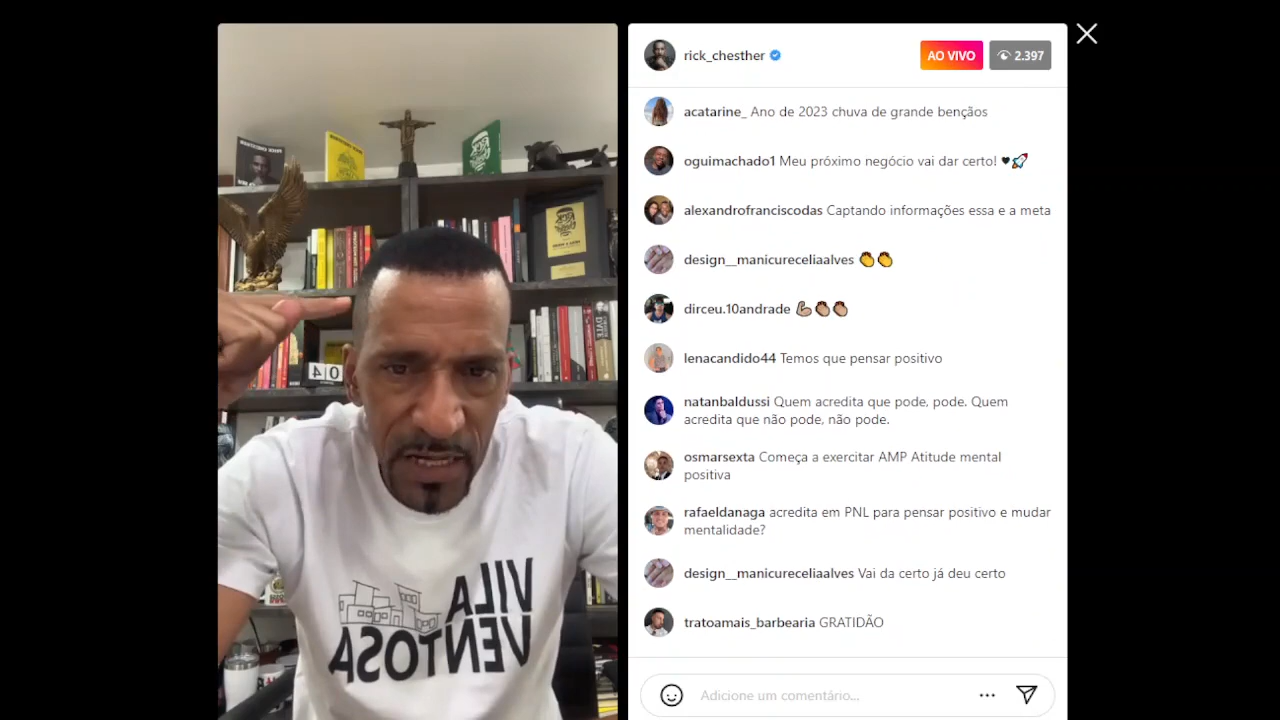 rick_chesther
AO VIVO
2.397
acatarine_ Ano de 2023 chuva de grande bençãos
oguimachado1 Meu próximo negócio vai dar certo! ♥🚀
alexandrofranciscodas Captando informações essa e a meta
design__manicureceliaalves 👏👏
dirceu.10andrade 💪🏼👏🏼👏🏼
lenacandido44 Temos que pensar positivo
natanbaldussi Quem acredita que pode, pode. Quem
acredita que não pode, não pode.
osmarsexta Começa a exercitar AMP Atitude mental
positiva
rafaeldanaga acredita em PNL para pensar positivo e mudar
mentalidade?
design__manicureceliaalves Vai da certo já deu certo
tratoamais_barbearia GRATIDÃO
Adicione um comentário...
04
VILA
VENTOSA